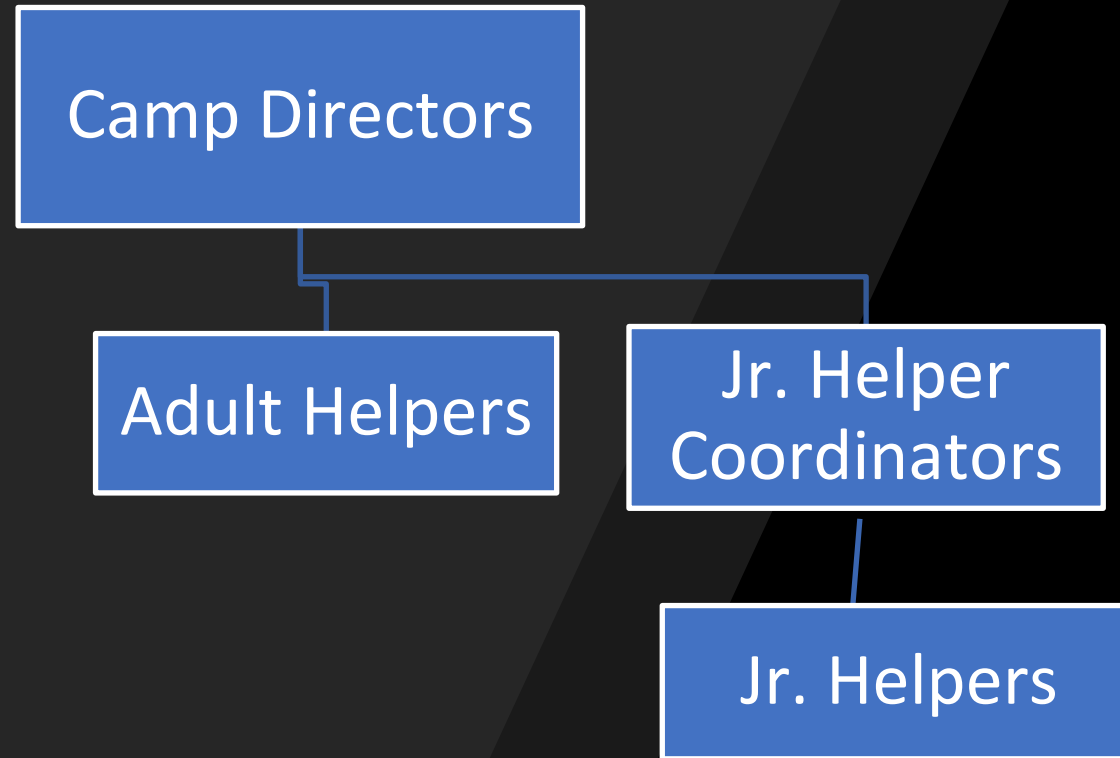 Camp Directors
Adult Helpers
Jr. Helper
Coordinators
Jr. Helpers